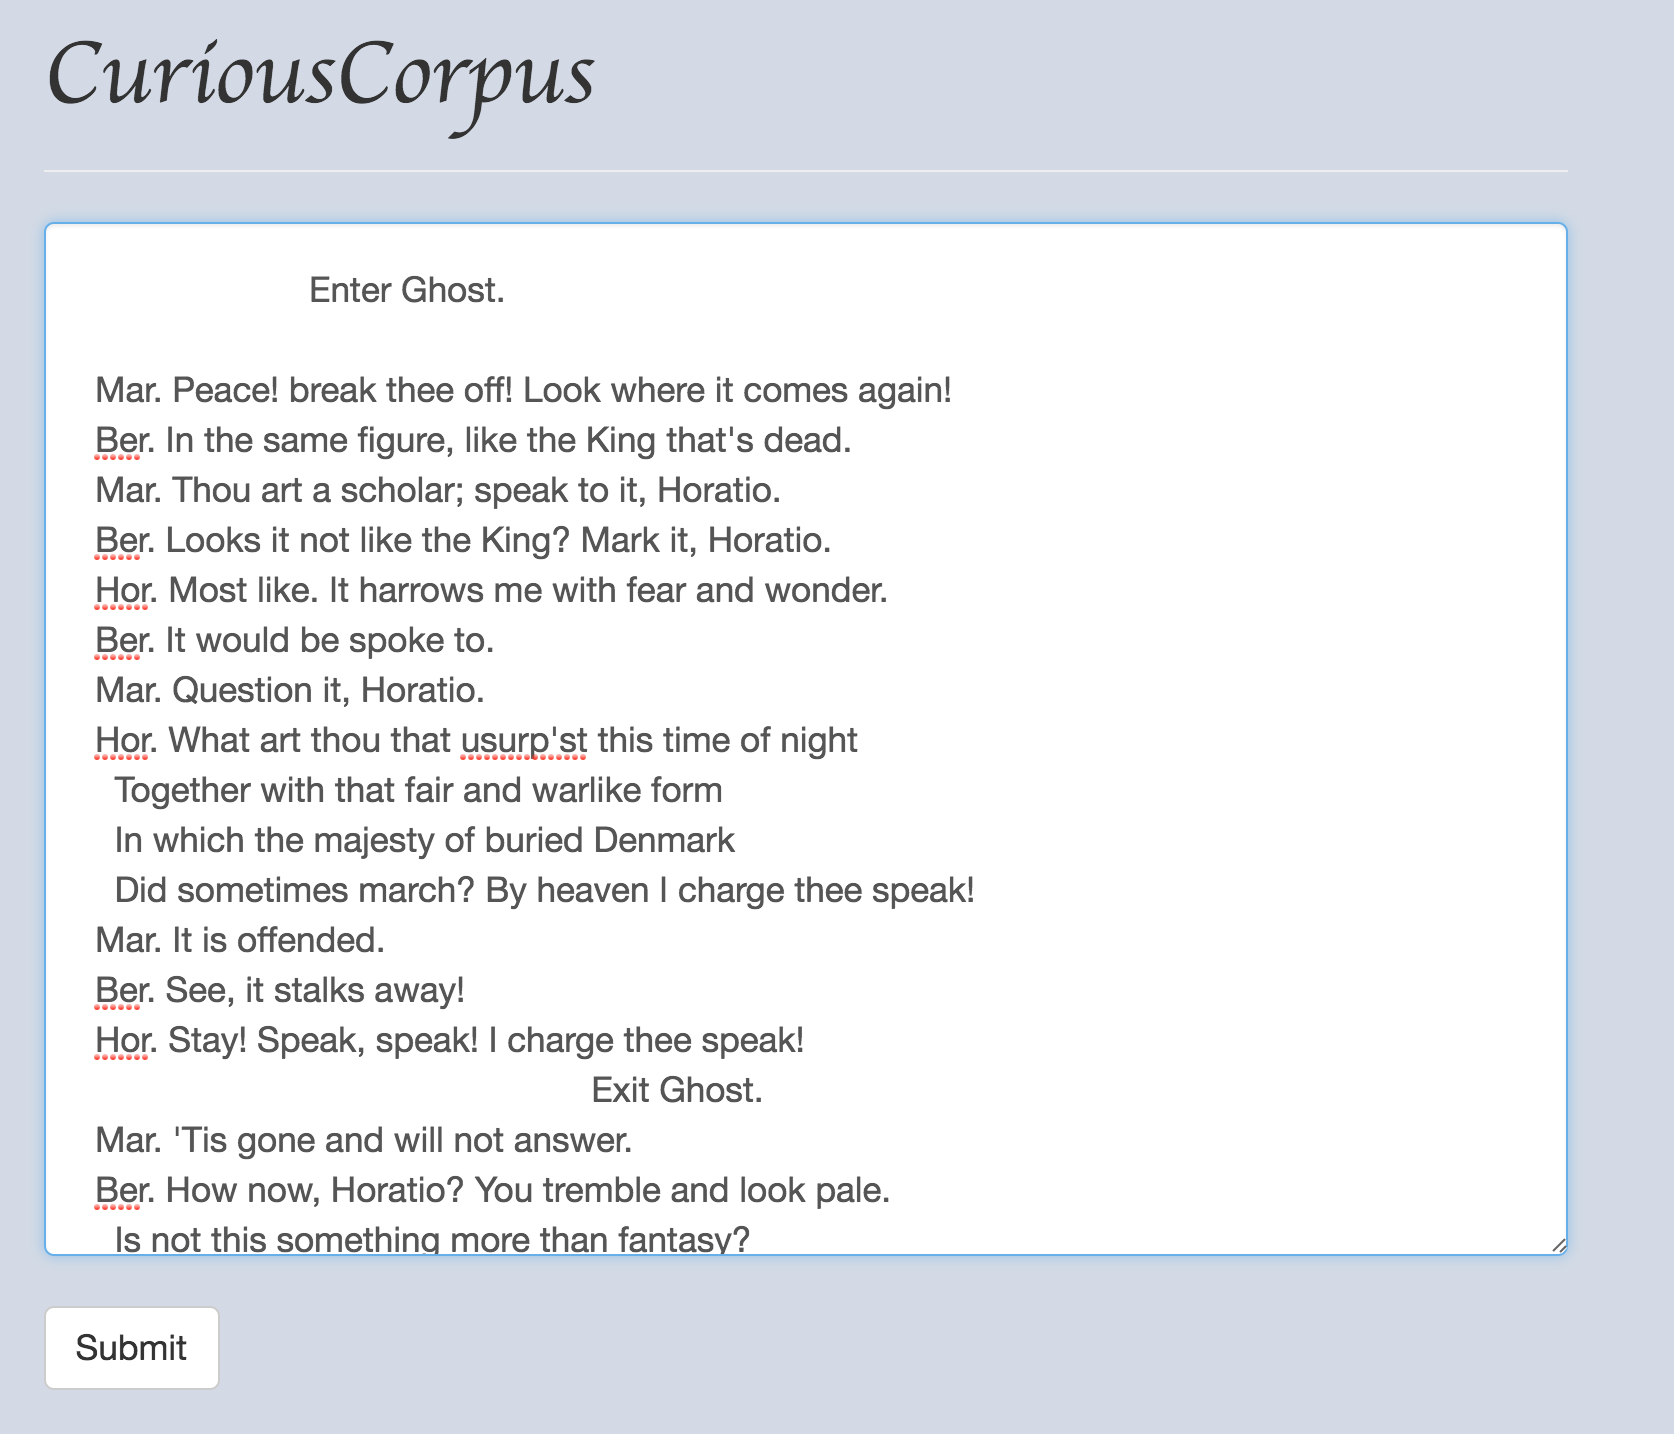 CuriousCorpus
Enter Ghost.
Mar. Peace! break thee off! Look where it comes again!
Ber. In the same figure, like the King that's dead.
Mar. Thou art a scholar; speak to it, Horatio.
Ber. Looks it not like the King? Mark it, Horatio.
Hor. Most like. It harrows me with fear and wonder.
Ber. It would be spoke to.
Mar. Question it, Horatio.
Hor. What art thou that usurp'st this time of night
Together with that fair and warlike form
In which the majesty of buried Denmark
Did sometimes march? By heaven I charge thee speak!
Mar. It is offended.
Ber. See, it stalks away!
Hor. Stay! Speak, speak! I charge thee speak!
Exit Ghost.
Mar. 'Tis gone and will not answer.
Ber. How now, Horatio? You tremble and look pale.
Is not this something more than fantasy?
Submit